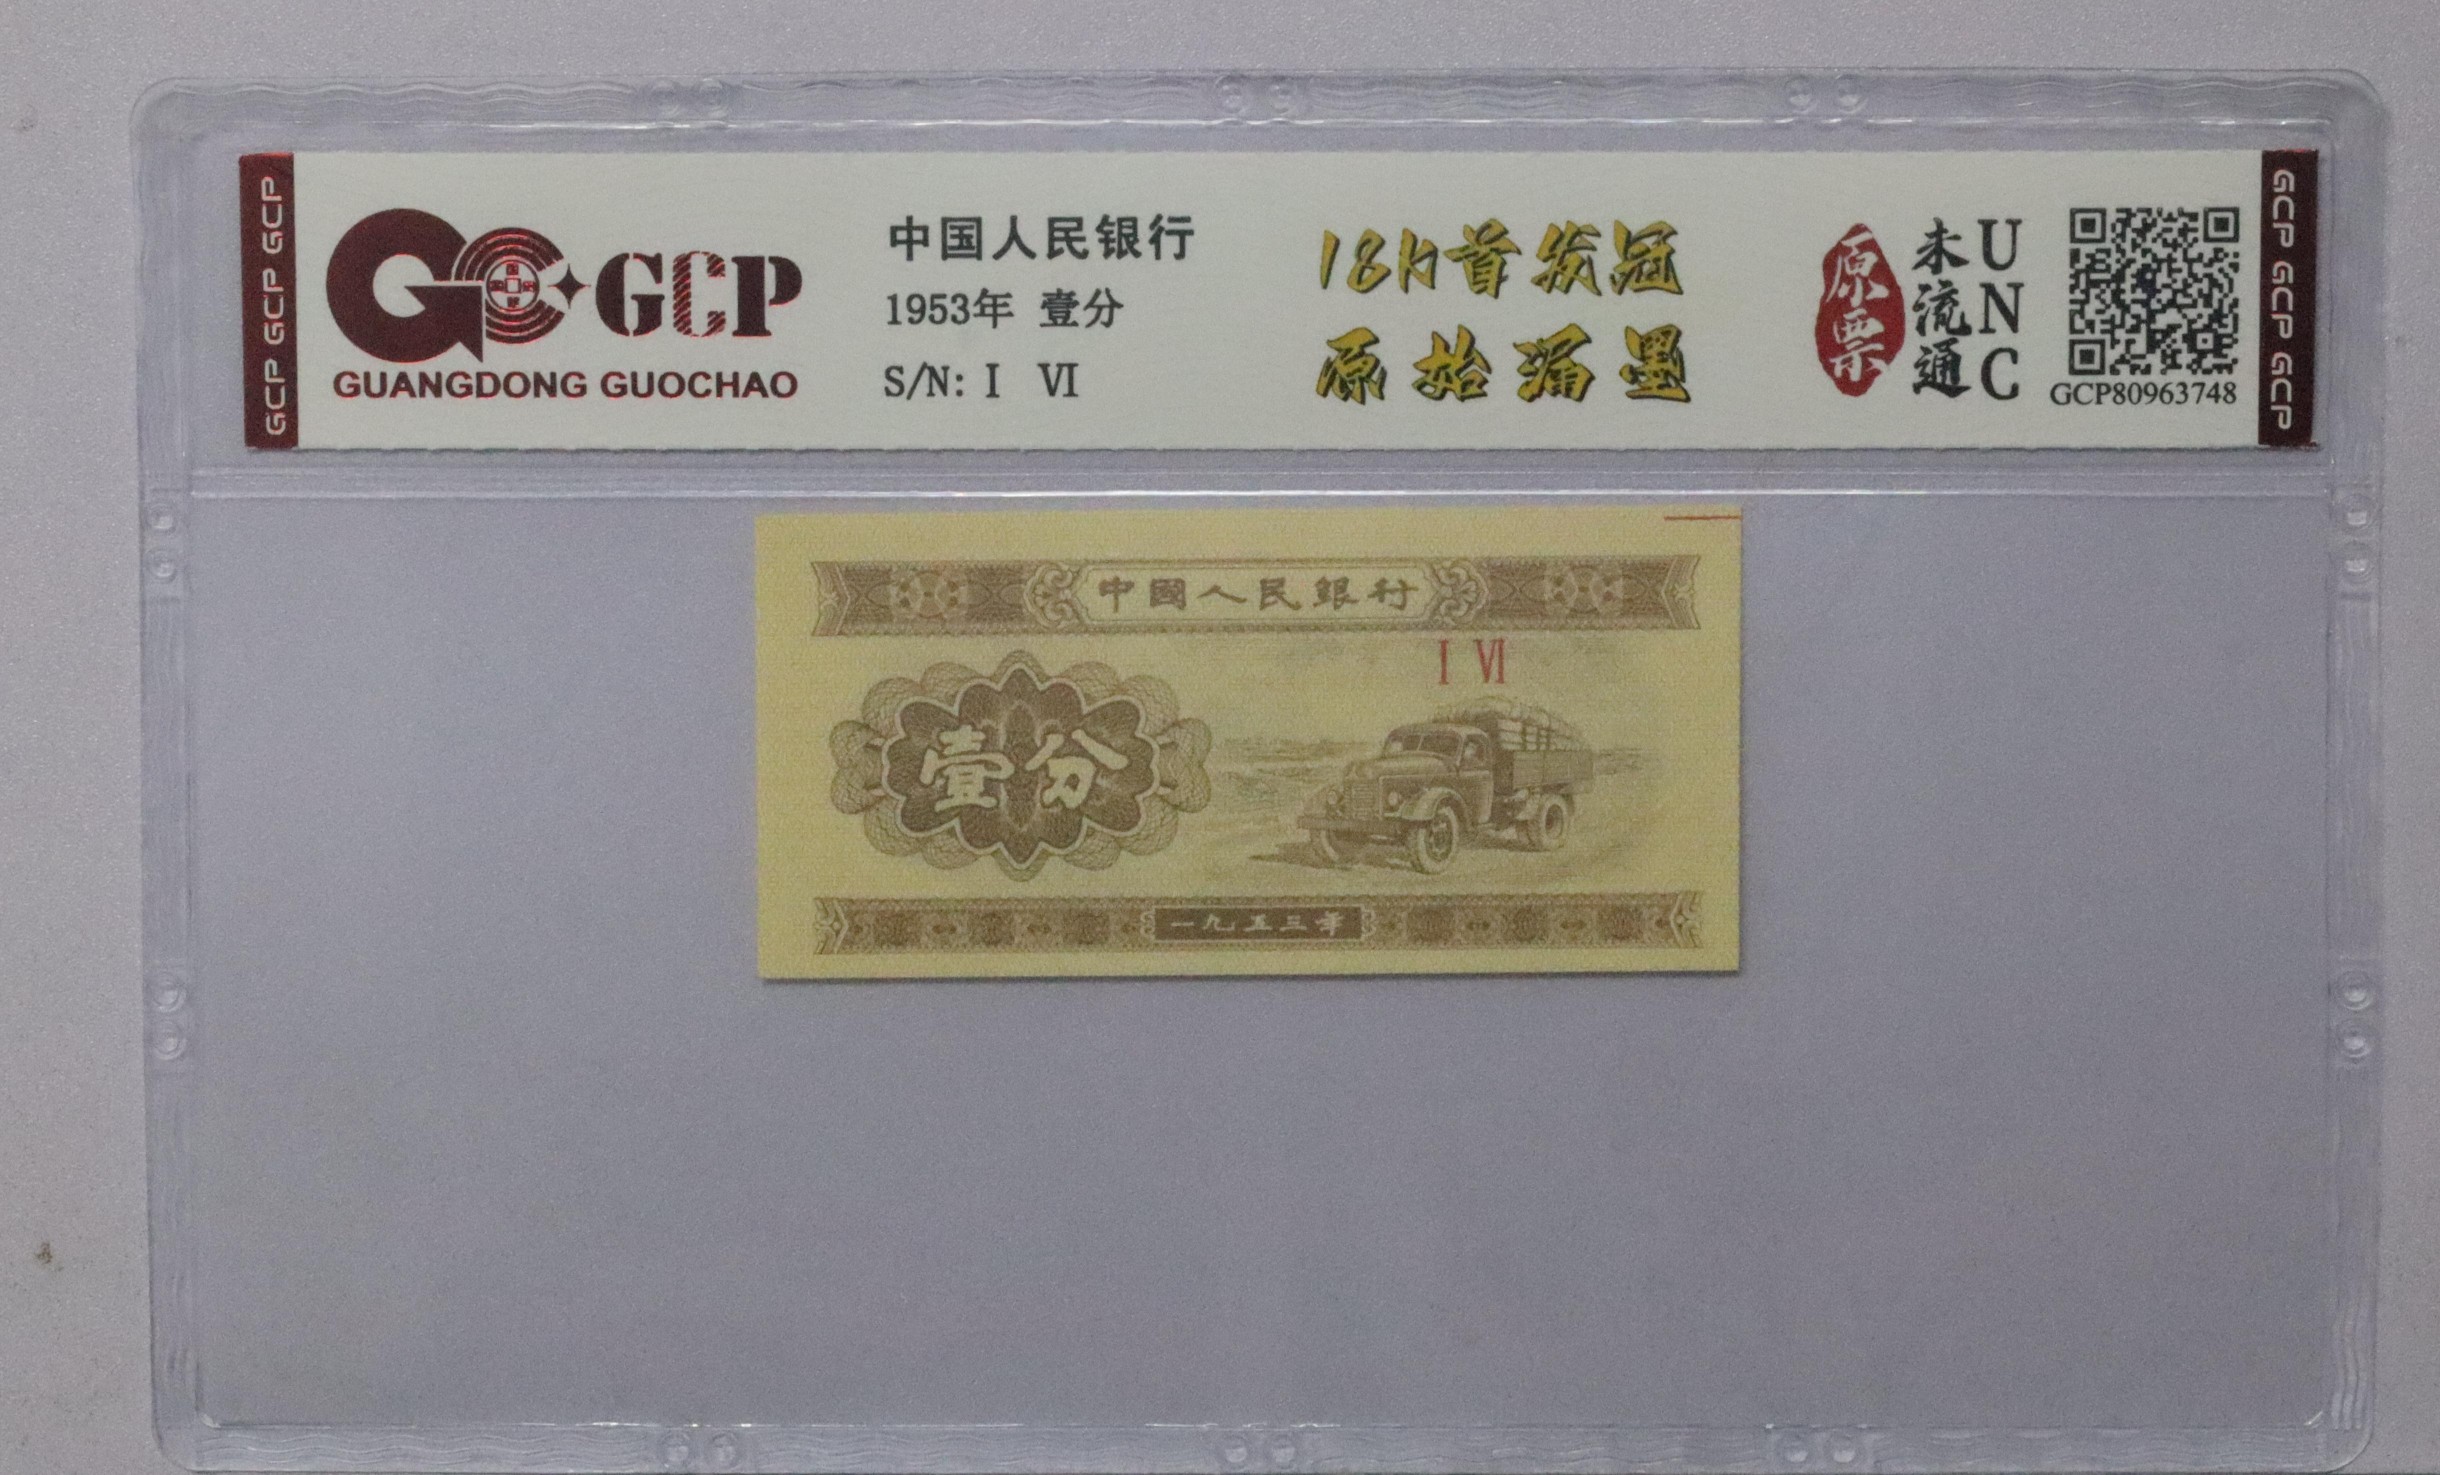 GCP GCP GCP
GCP
GUANGDONG GUOCHAO
中国人民银行
1953年 壹分
S/N: I VI
18K首发冠
原始漏墨
原票
未流通
UNC
GCP80963748
GCP GCP GCP
中國人民銀行
I VI
壹分
一九五三年